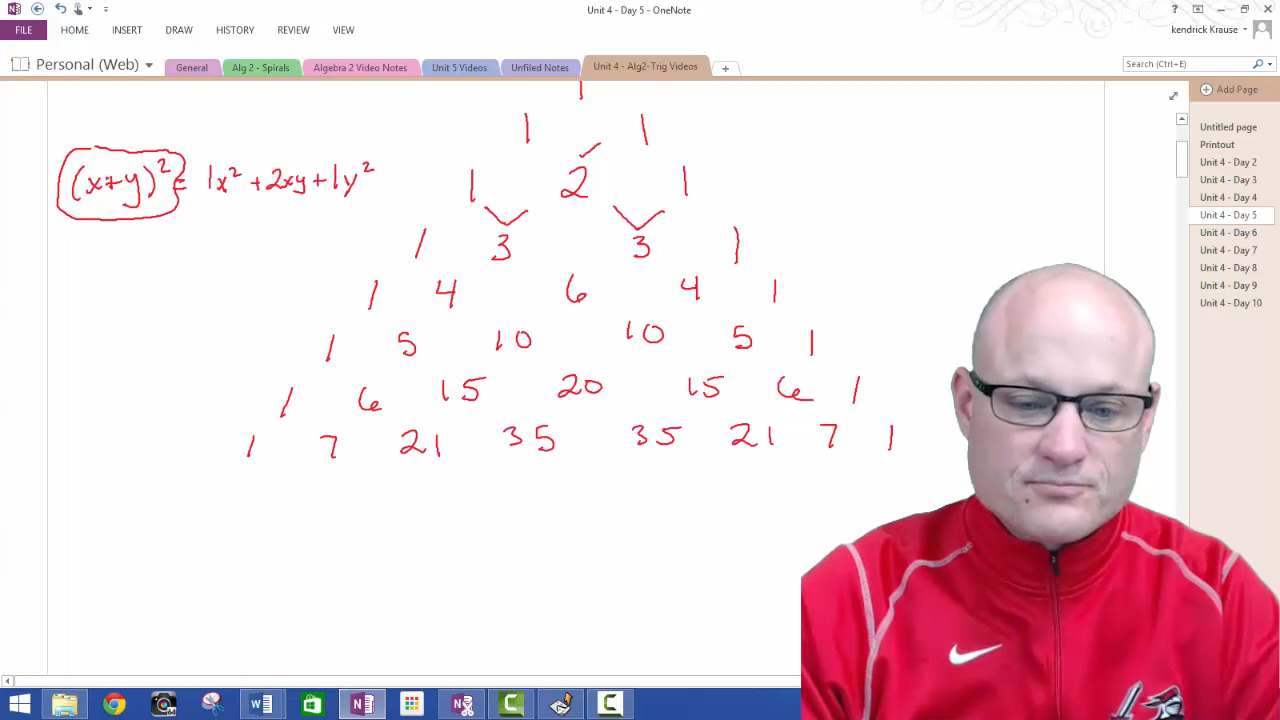 Unit 4 - Day 5 - OneNote
FILE HOME INSERT DRAW HISTORY REVIEW VIEW
kendrick Krause
Personal (Web) General Alg 2 - Spirals Algebra 2 Video Notes Unit 5 Videos Unfiled Notes Unit 4 - Alg2-Trig Videos
Search (Ctrl+E)
Add Page
Untitled page
Printout
Unit 4 - Day 2
Unit 4 - Day 3
Unit 4 - Day 4
Unit 4 - Day 5
Unit 4 - Day 6
Unit 4 - Day 7
Unit 4 - Day 8
Unit 4 - Day 9
Unit 4 - Day 10
1
1 1
(x+y)² = 1x² + 2xy + 1y²
1 2 1
1 3 3 1
1 4 6 4 1
1 5 10 10 5 1
1 6 15 20 15 6 1
1 7 21 35 35 21 7 1